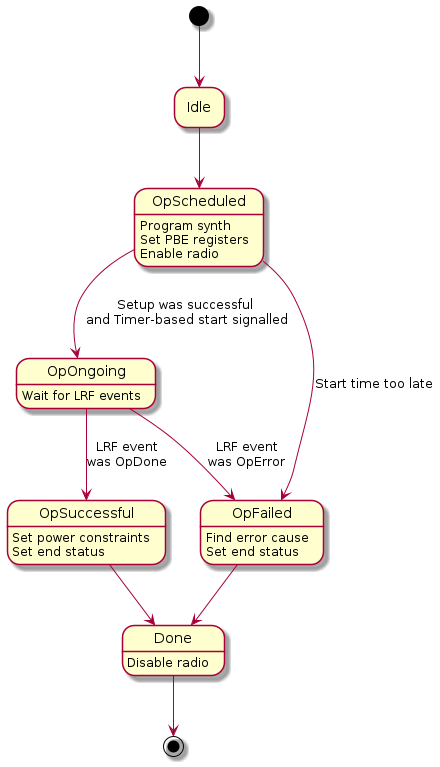 Idle
OpScheduled
Program synth
Set PBE registers
Enable radio
Setup was successful
and Timer-based start signalled
Start time too late
OpOngoing
Wait for LRF events
LRF event
was OpDone
LRF event
was OpError
OpSuccessful
Set power constraints
Set end status
OpFailed
Find error cause
Set end status
Done
Disable radio